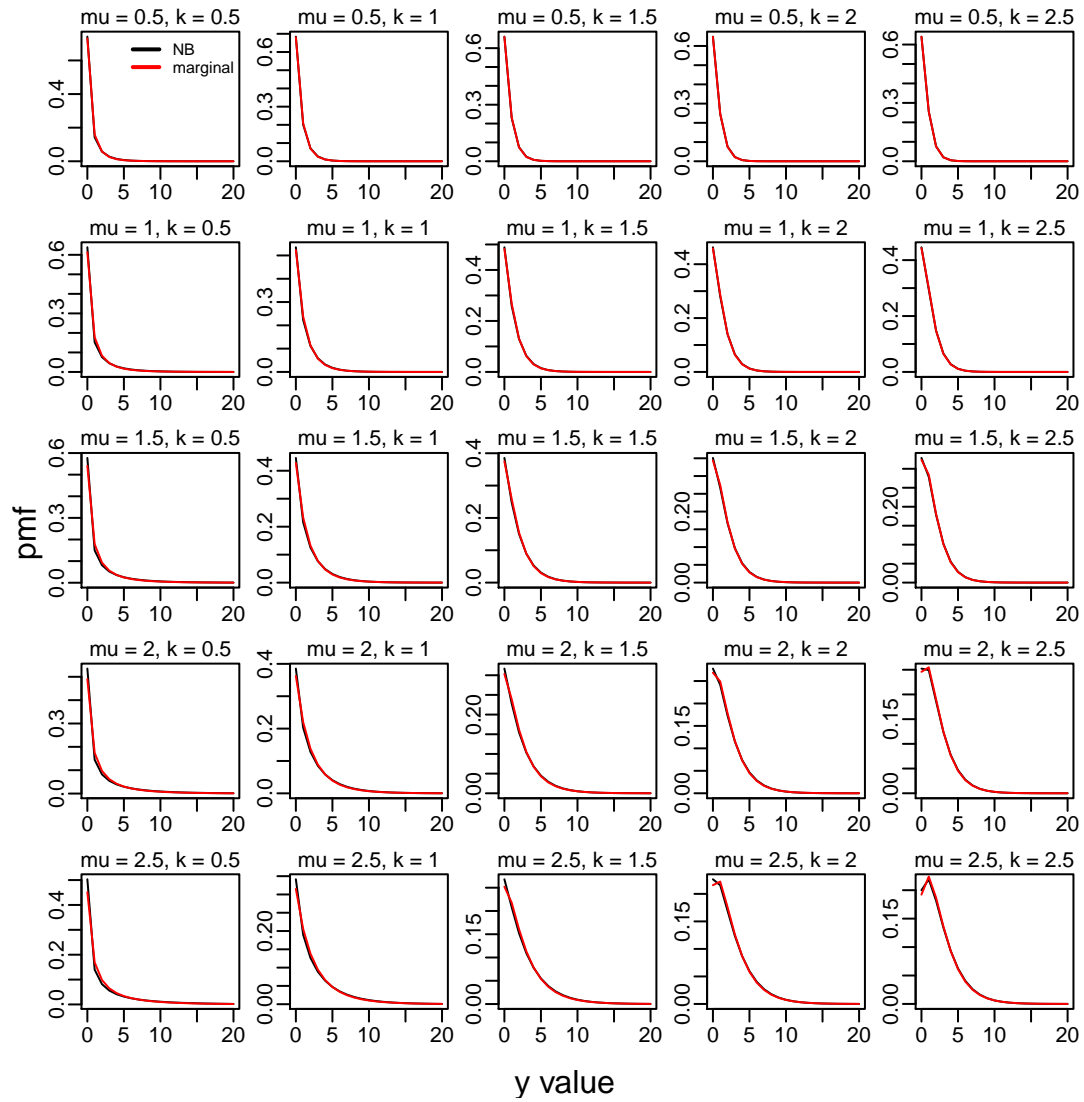 mu = 0.5, k = 0.5 mu = 0.5, k = 1 mu = 0.5, k = 1.5 mu = 0.5, k = 2 mu = 0.5, k = 2.5
NB
marginal
0.0 0.4
0.0 0.3 0.6
0.0 0.3 0.6
0.0 0.3 0.6
0.0 0.3 0.6
0 5 10 20 0 5 10 20 0 5 10 20 0 5 10 20 0 5 10 20
mu = 1, k = 0.5 mu = 1, k = 1 mu = 1, k = 1.5 mu = 1, k = 2 mu = 1, k = 2.5
0.0 0.3 0.6
0.0 0.3
0.0 0.2 0.4
0.0 0.2 0.4
0.0 0.2 0.4
0 5 10 20 0 5 10 20 0 5 10 20 0 5 10 20 0 5 10 20
mu = 1.5, k = 0.5 mu = 1.5, k = 1 mu = 1.5, k = 1.5 mu = 1.5, k = 2 mu = 1.5, k = 2.5
0.0 0.3 0.6
0.0 0.2 0.4
0.0 0.2 0.4
0.00 0.20
0.00 0.20
0 5 10 20 0 5 10 20 0 5 10 20 0 5 10 20 0 5 10 20
pmf
mu = 2, k = 0.5 mu = 2, k = 1 mu = 2, k = 1.5 mu = 2, k = 2 mu = 2, k = 2.5
0.0 0.3
0.0 0.2 0.4
0.00 0.20
0.00 0.15
0.00 0.15
0 5 10 20 0 5 10 20 0 5 10 20 0 5 10 20 0 5 10 20
mu = 2.5, k = 0.5 mu = 2.5, k = 1 mu = 2.5, k = 1.5 mu = 2.5, k = 2 mu = 2.5, k = 2.5
0.0 0.2 0.4
0.00 0.20
0.00 0.15
0.00 0.15
0.00 0.15
0 5 10 20 0 5 10 20 0 5 10 20 0 5 10 20 0 5 10 20
y value